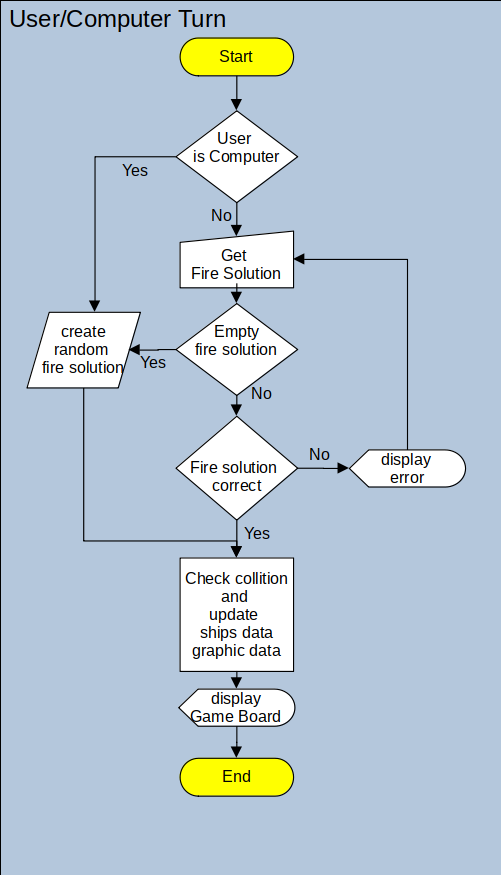 User/Computer Turn
Start
User
is Computer
Yes
No
Get
Fire Solution
create
random
fire solution
Yes
Empty
fire solution
No
Fire solution
correct
No
display
error
Yes
Check collition
and
update
ships data
graphic data
display
Game Board
End